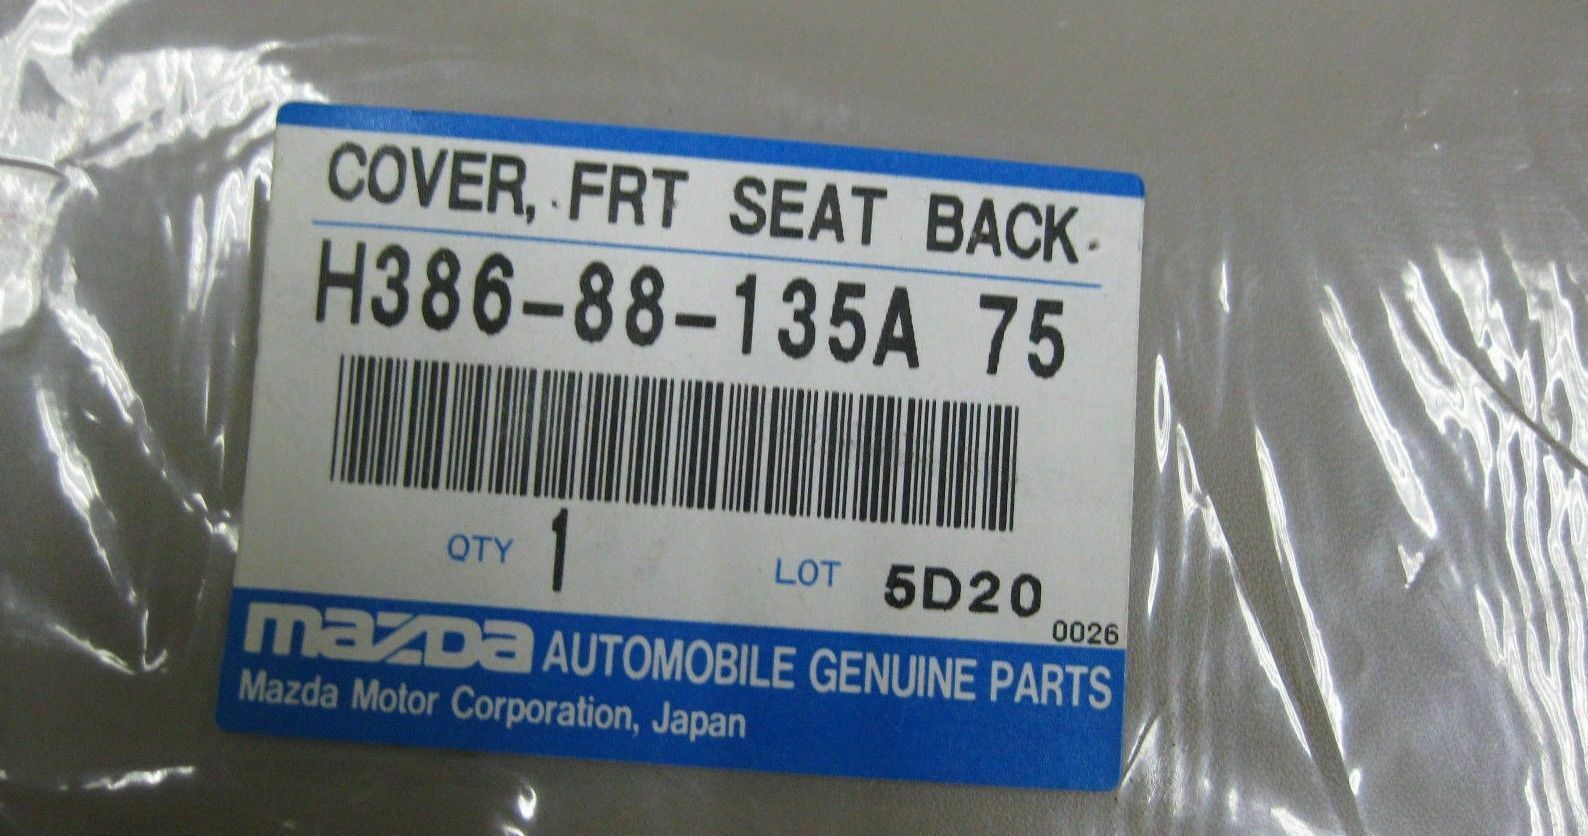 COVER, FRT SEAT BACK
H386-88-135A 75
QTY 1 LOT 5D20
0026
mazda AUTOMOBILE GENUINE PARTS
Mazda Motor Corporation, Japan